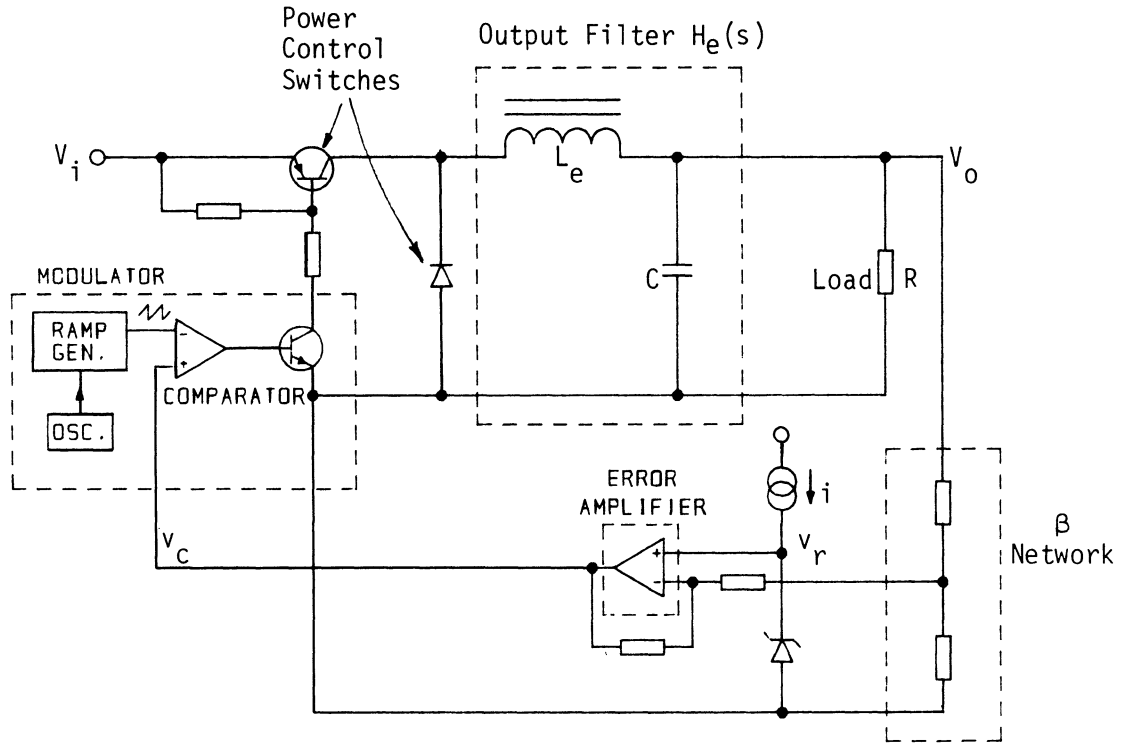 Power
Control
Switches
Output Filter He(s)
Vi
Le
Vo
C
Load R
MODULATOR
RAMP
GEN.
-
+
COMPARATOR
OSC.
ERROR
AMPLIFIER
i
β
Network
vc
+
vr
-